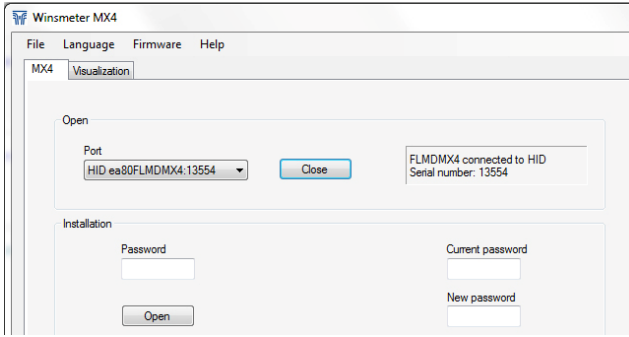 Winsmeter MX4
File Language Firmware Help
MX4 Visualization
Open
Port
HID ea80FLMDMX4:13554
Close
FLMDMX4 connected to HID
Serial number: 13554
Installation
Password
Current password
New password
Open